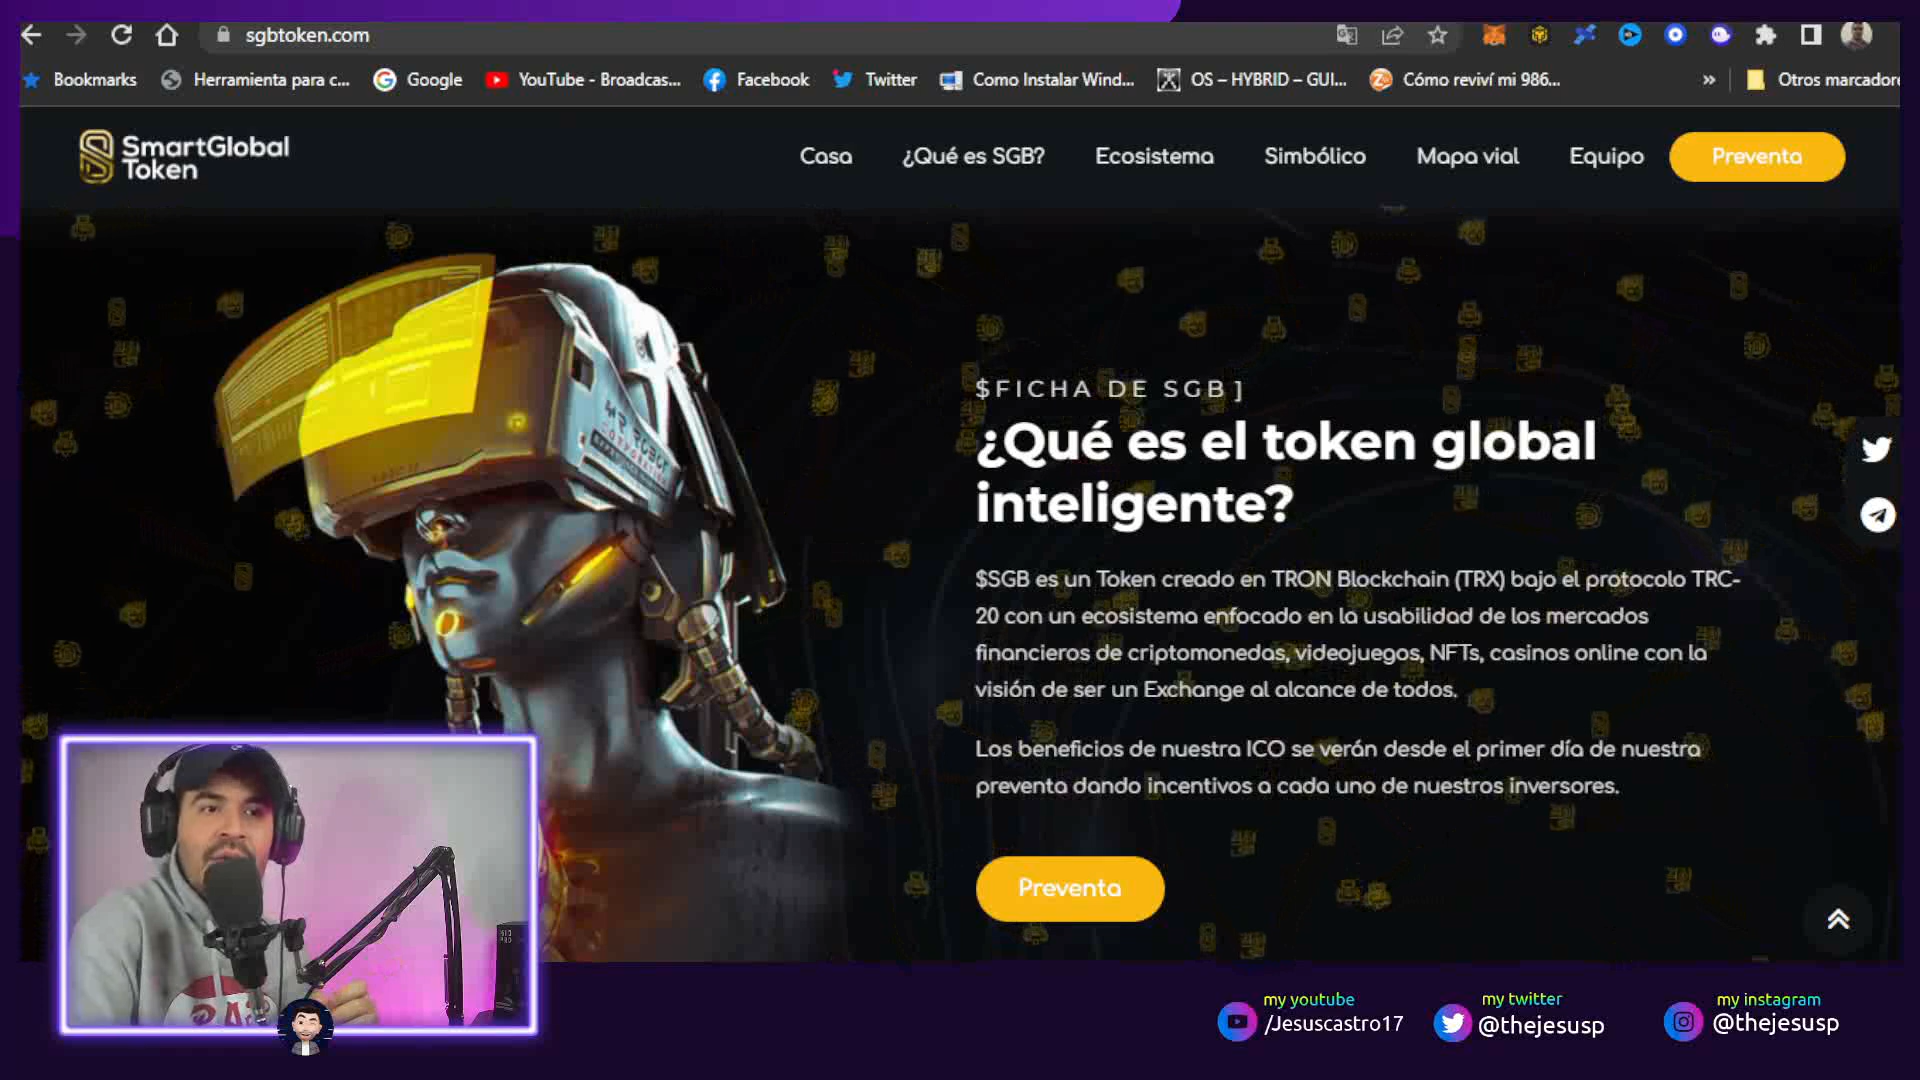 sgbtoken.com
Bookmarks
Herramienta para c...
Google
YouTube - Broadcas...
Facebook
Twitter
Como Instalar Wind...
OS – HYBRID – GUI...
Cómo reviví mi 986...
»
Otros marcadore
SmartGlobal
Token
Casa
¿Qué es SGB?
Ecosistema
Simbólico
Mapa vial
Equipo
Preventa
$FICHA DE SGB ]
¿Qué es el token global
inteligente?
$SGB es un Token creado en TRON Blockchain (TRX) bajo el protocolo TRC-
20 con un ecosistema enfocado en la usabilidad de los mercados
financieros de criptomonedas, videojuegos, NFTs, casinos online con la
visión de ser un Exchange al alcance de todos.
Los beneficios de nuestra ICO se verán desde el primer día de nuestra
preventa dando incentivos a cada uno de nuestros inversores.
Preventa
my youtube
/Jesuscastro17
my twitter
@thejesusp
my instagram
@thejesusp